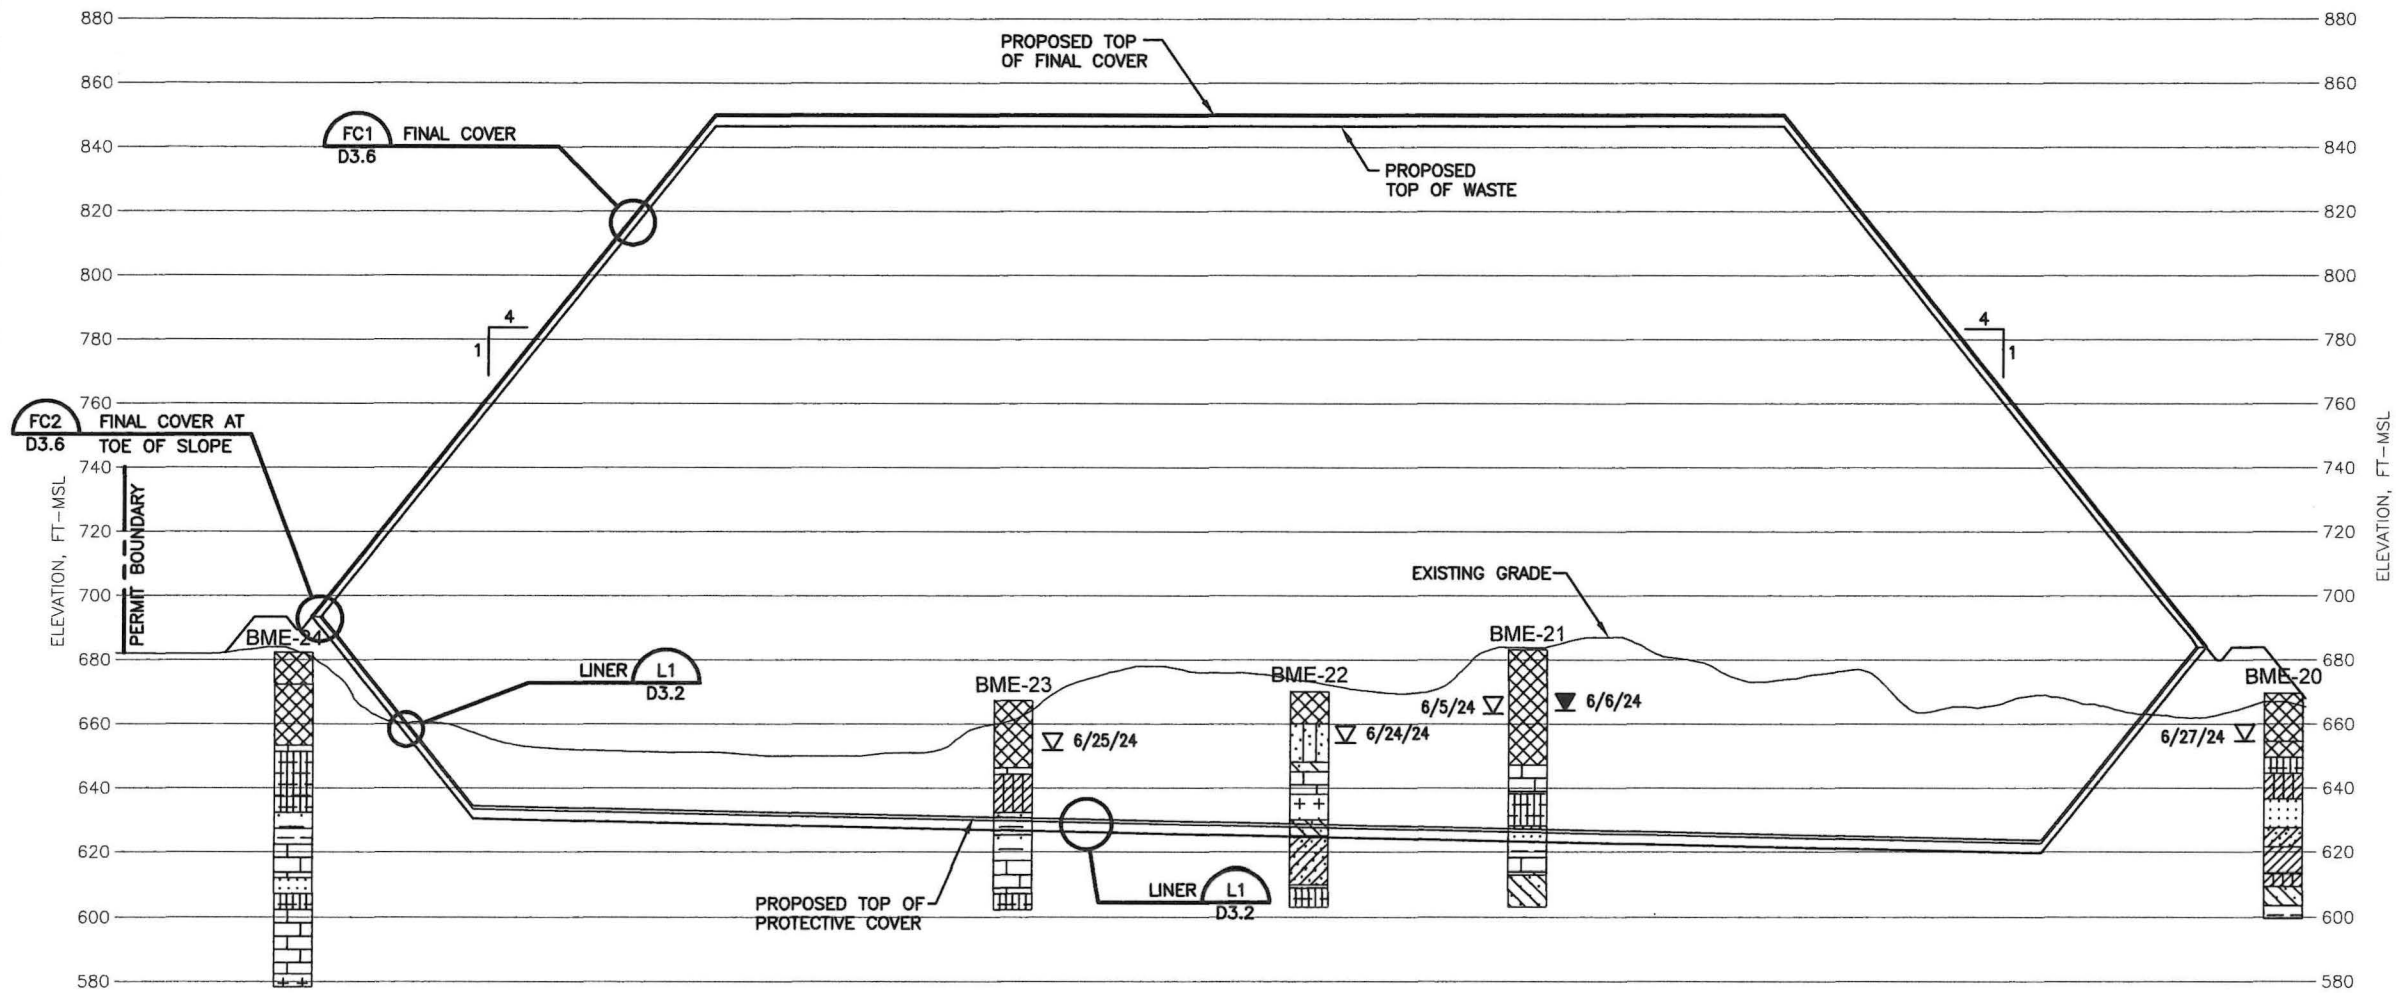 880
880
PROPOSED TOP
OF FINAL COVER
860
860
FC1
FINAL COVER
D3.6
840
840
PROPOSED
TOP OF WASTE
820
820
800
800
4
1
4
1
780
780
760
760
FC2
FINAL COVER AT
D3.6
TOE OF SLOPE
740
740
ELEVATION, FT-MSL
PERMIT BOUNDARY
ELEVATION, FT-MSL
720
720
700
700
EXISTING GRADE
BME-24
BME-21
680
680
LINER
L1
D3.2
BME-23
BME-22
BME-20
6/5/24
6/6/24
660
660
6/25/24
6/24/24
6/27/24
640
640
620
620
LINER
L1
D3.2
PROPOSED TOP OF
PROTECTIVE COVER
600
600
580
580